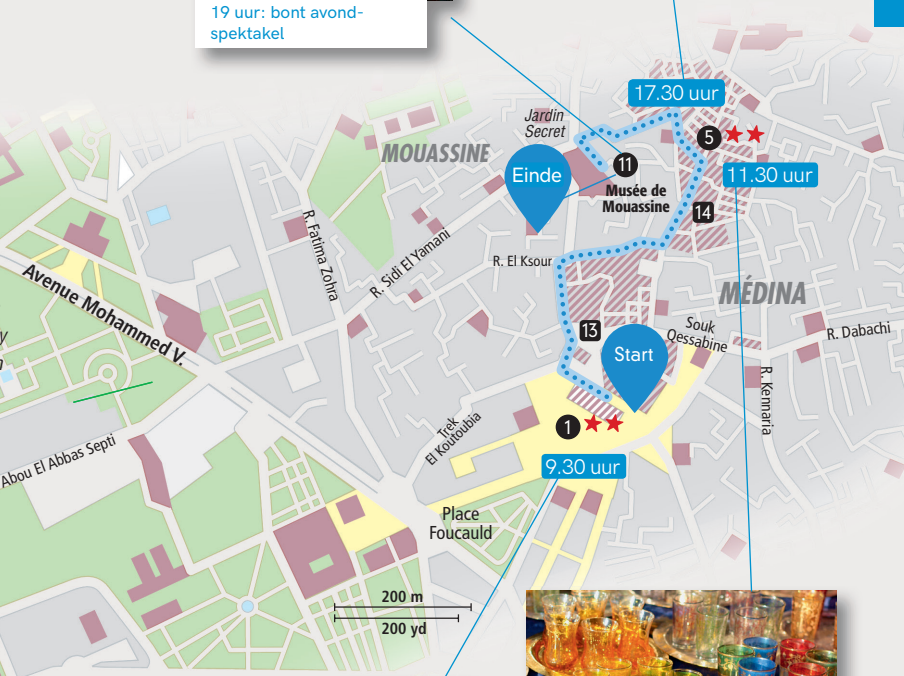 19 uur: bont avond-
spektakel
17.30 uur
Jardin
Secret
5
MOUASSINE
11
Einde
11.30 uur
Musée de
Mouassine
14
R. Fatima Zohra
R. Sidi El Yamani
R. El Ksour
Avenue Mohammed V.
MÉDINA
13
Souk
Qessabine
R. Dabachi
y
Start
R. Kennaria
1
Trek
El Koutoubia
Abou El Abbas Septi
9.30 uur
Place
Foucauld
200 m
200 yd